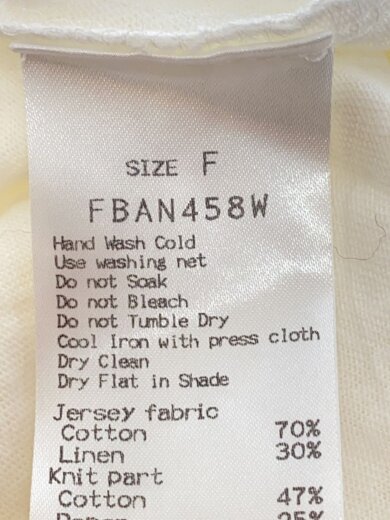 SIZE F
FBAN458W
Hand Wash Cold
Use washing net
Do not Soak
Do not Bleach
Do not Tumble Dry
Cool Iron with press cloth
Dry Clean
Dry Flat in Shade
Jersey fabric
Cotton 70%
Linen 30%
Knit part
Cotton 47%
25%